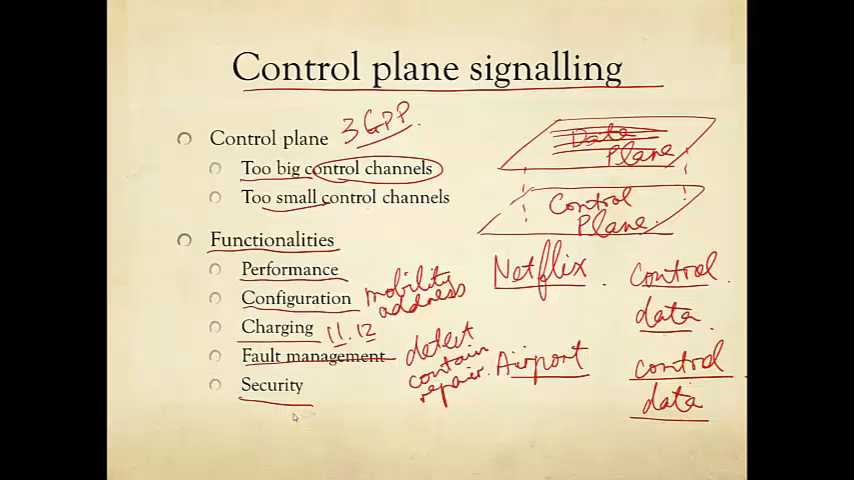 Control plane signalling
Control plane 3GPP.
Too big control channels
Too small control channels
Data
Plane
Control
Plane.
Functionalities
Performance
Configuration mobility
address
Charging 11.12
Fault management detect
contain
repair.
Security
Netflix. control.
data.
Airport control
data